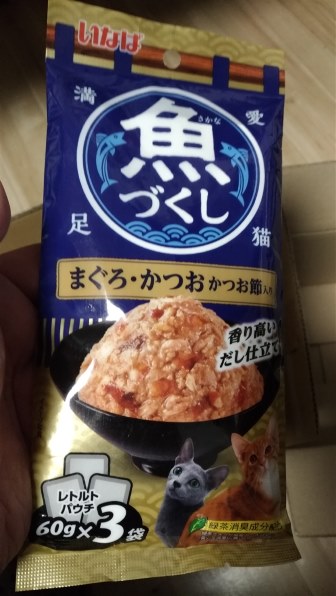 いなば
満足
愛猫
さかな
魚
づくし
まぐろ・かつおかつお節入り
香り高い
だし仕立て
レトルト
パウチ
60g×3袋
緑茶消臭成分配合